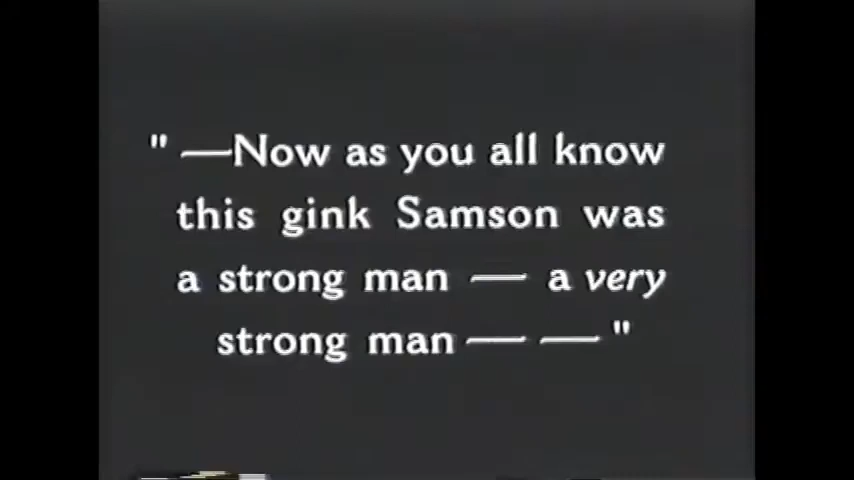 " —Now as you all know
this gink Samson was
a strong man — a very
strong man — — "